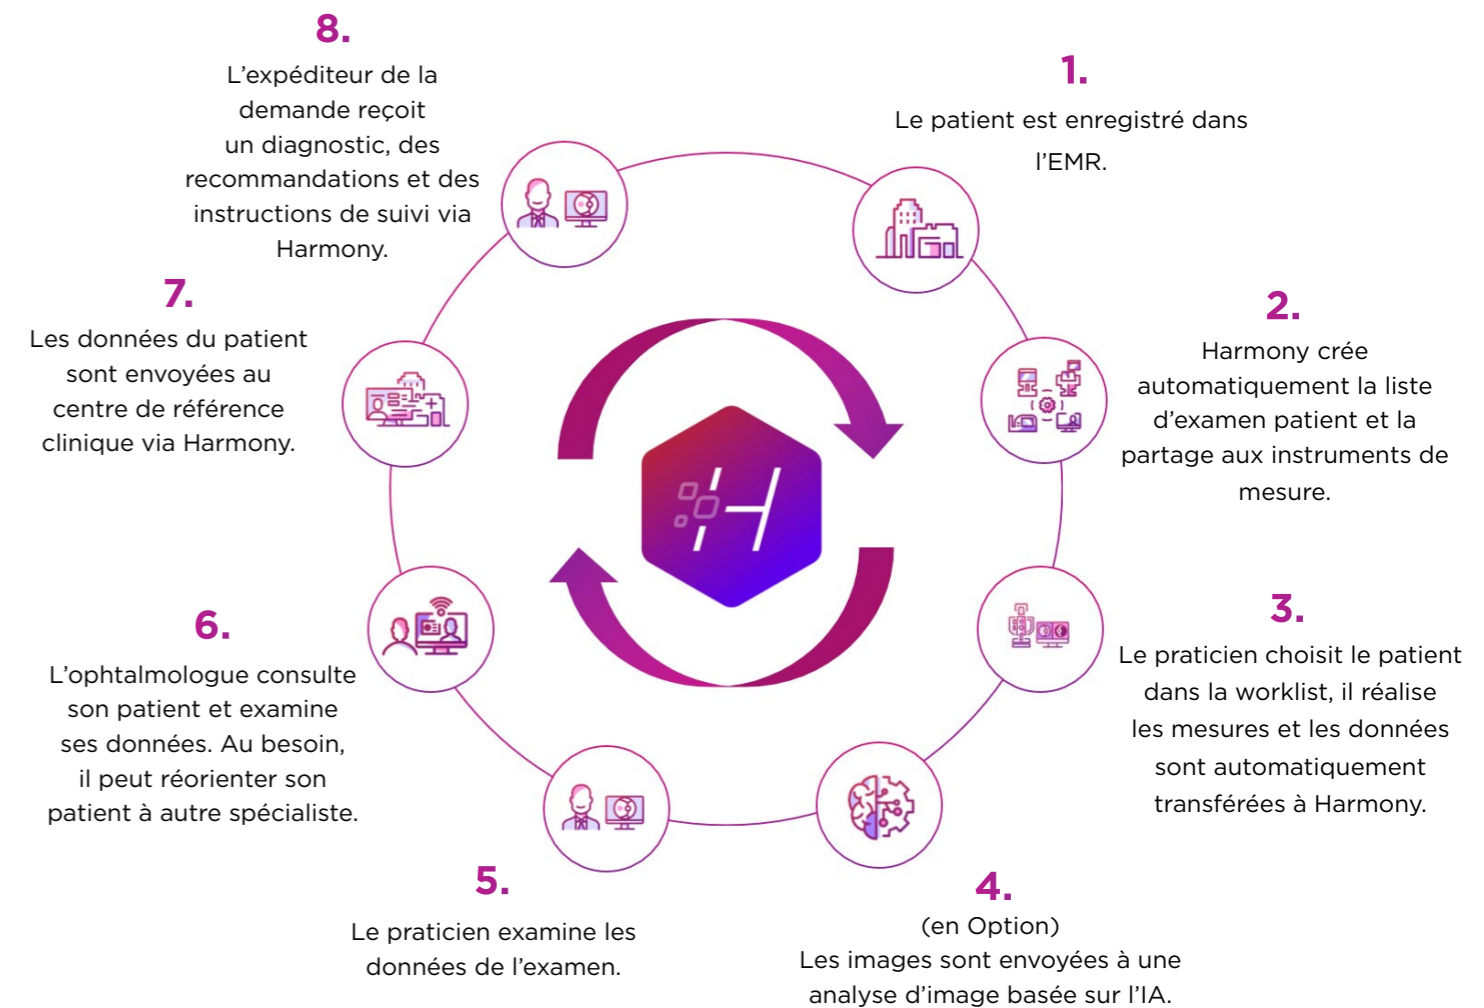 1.
Le patient est enregistré dans
l’EMR.
2.
Harmony crée
automatiquement la liste
d’examen patient et la
partage aux instruments de
mesure.
3.
Le praticien choisit le patient
dans la worklist, il réalise
les mesures et les données
sont automatiquement
transférées à Harmony.
4.
(en Option)
Les images sont envoyées à une
analyse d’image basée sur l’IA.
5.
Le praticien examine les
données de l’examen.
6.
L’ophtalmologue consulte
son patient et examine
ses données. Au besoin,
il peut réorienter son
patient à autre spécialiste.
7.
Les données du patient
sont envoyées au
centre de référence
clinique via Harmony.
8.
L’expéditeur de la
demande reçoit
un diagnostic, des
recommandations et des
instructions de suivi via
Harmony.
H